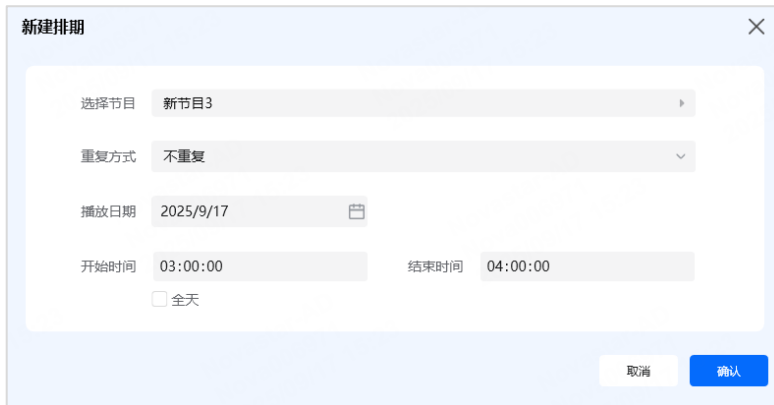 新建排期
选择节目 新节目3
重复方式 不重复
播放日期 2025/9/17
开始时间 03:00:00 结束时间 04:00:00
全天
取消 确认